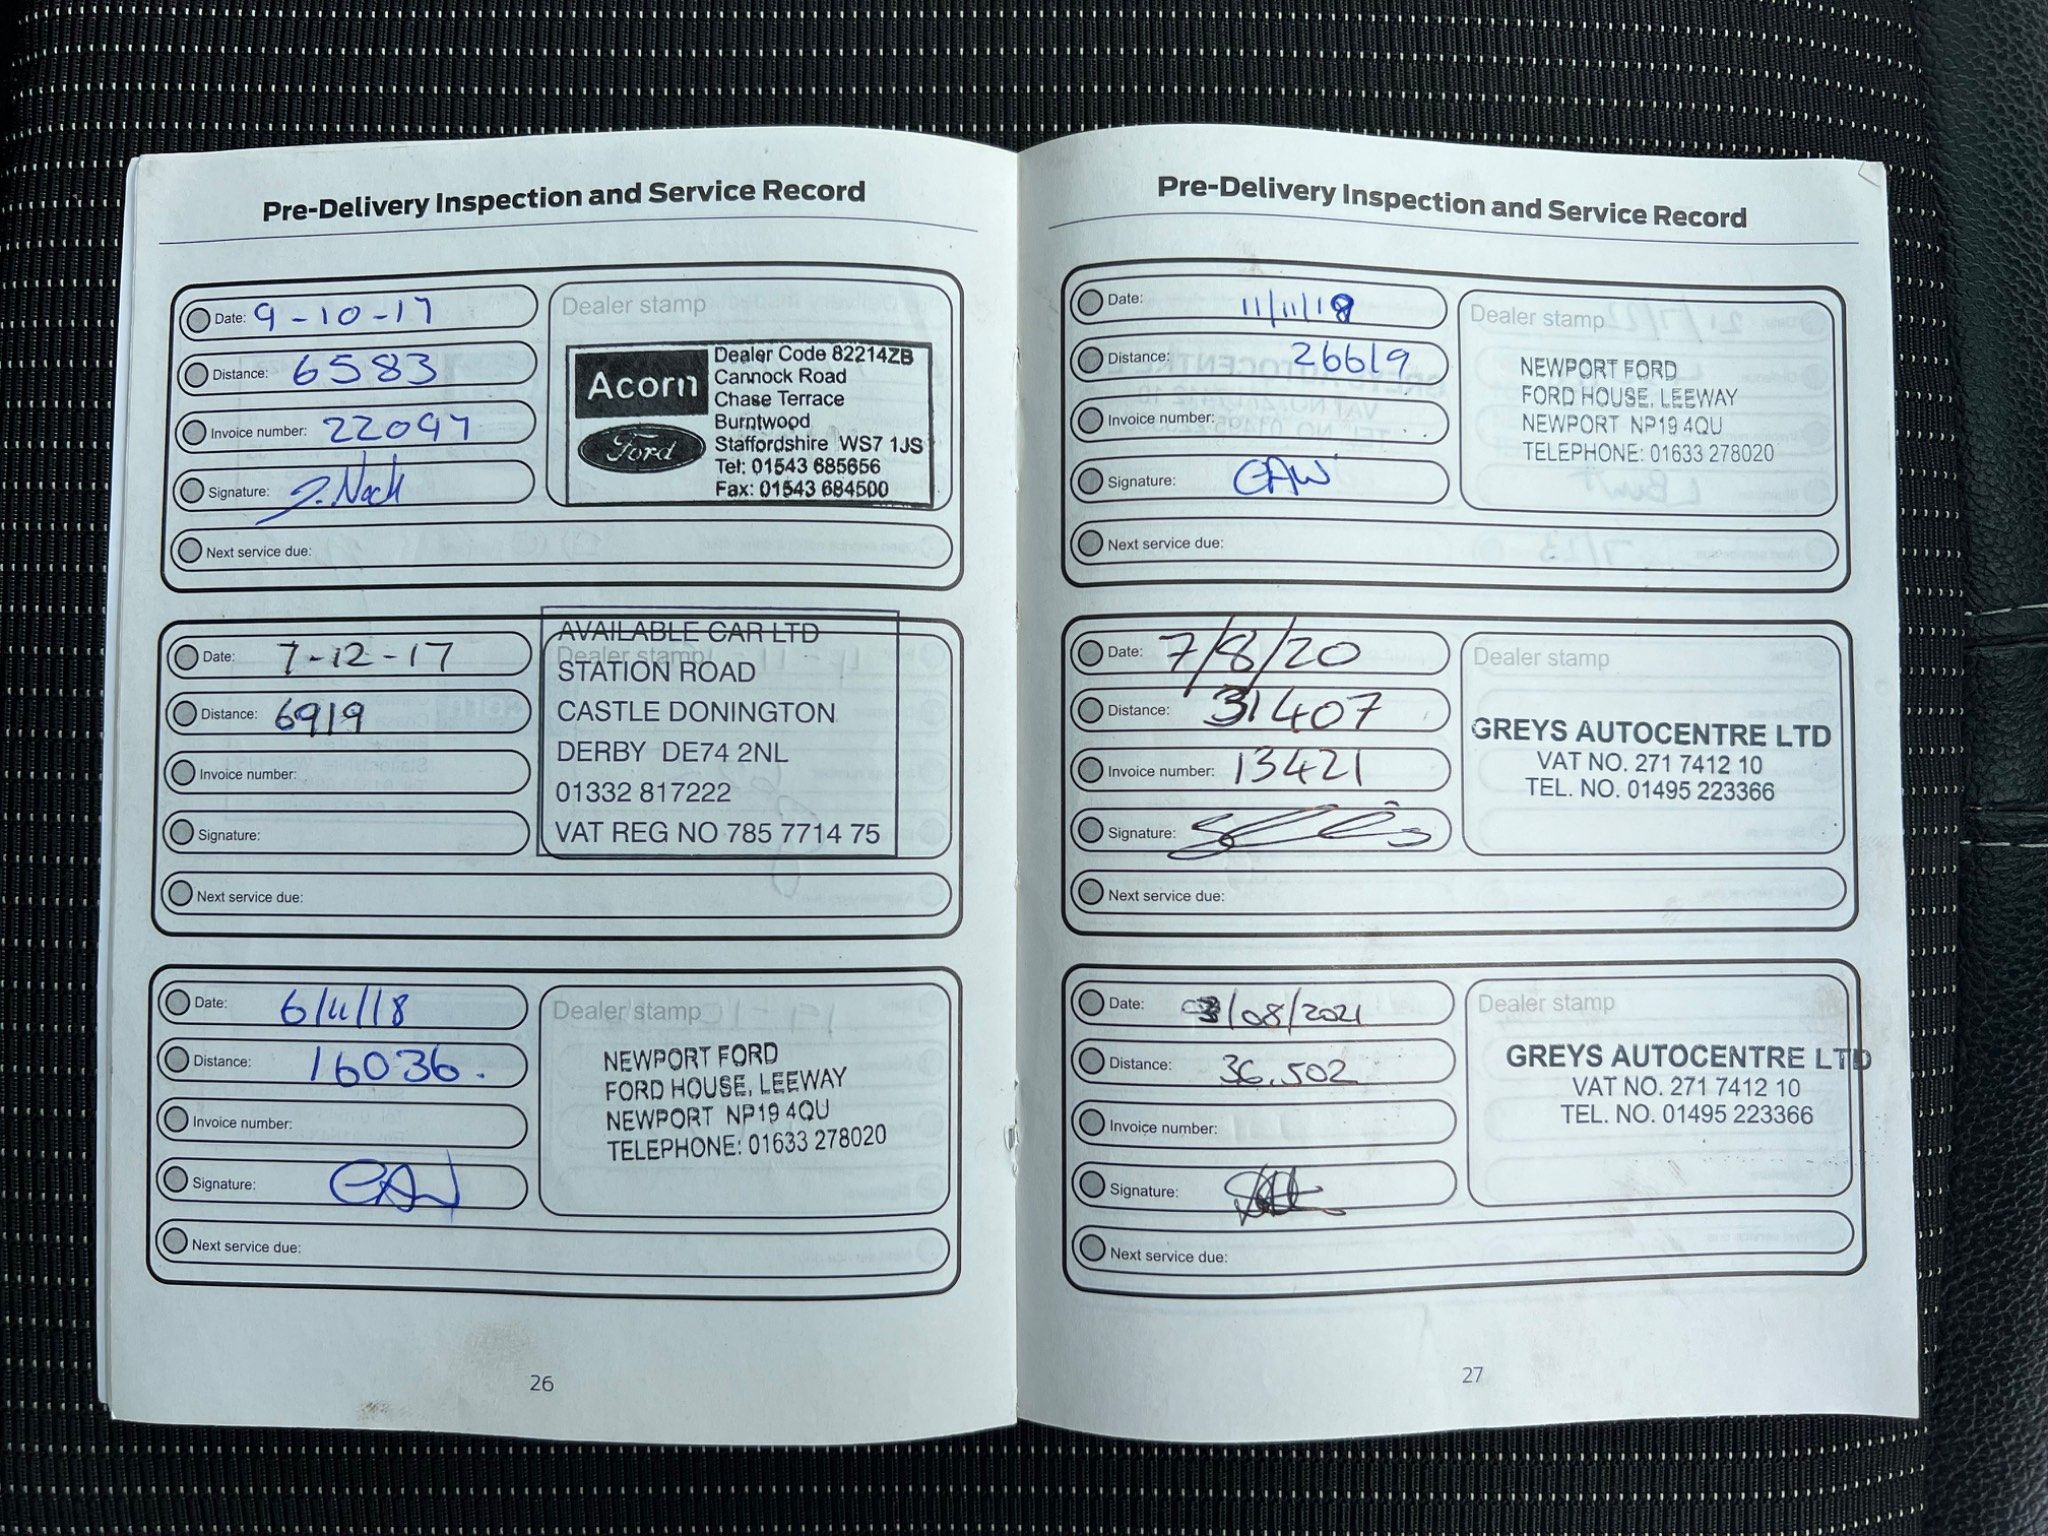 Pre-Delivery Inspection and Service Record
Date: 9-10-17
Distance: 6583
Invoice number: 22097
Signature: J. Nock
Next service due:
Dealer stamp
Acorn
Ford
Dealer Code 82214ZB
Cannock Road
Chase Terrace
Burntwood
Staffordshire WS7 1JS
Tel: 01543 685656
Fax: 01543 684500
Date: 7-12-17
Distance: 6919
Invoice number:
Signature:
Next service due:
Dealer stamp
AVAILABLE CAR LTD
STATION ROAD
CASTLE DONINGTON
DERBY DE74 2NL
01332 817222
VAT REG NO 785 7714 75
Date: 6/11/18
Distance: 16036.
Invoice number:
Signature:
Next service due:
Dealer stamp
NEWPORT FORD
FORD HOUSE, LEEWAY
NEWPORT NP19 4QU
TELEPHONE: 01633 278020
26
Pre-Delivery Inspection and Service Record
Date: 11/11/19
Distance: 26619
Invoice number:
Signature: CAW
Next service due:
Dealer stamp
NEWPORT FORD
FORD HOUSE, LEEWAY
NEWPORT NP19 4QU
TELEPHONE: 01633 278020
Date: 7/8/20
Distance: 31407
Invoice number: 13421
Signature:
Next service due:
Dealer stamp
GREYS AUTOCENTRE LTD
VAT NO. 271 7412 10
TEL. NO. 01495 223366
Date: 03/08/2021
Distance: 36.502
Invoice number:
Signature:
Next service due:
Dealer stamp
GREYS AUTOCENTRE LTD
VAT NO. 271 7412 10
TEL. NO. 01495 223366
27